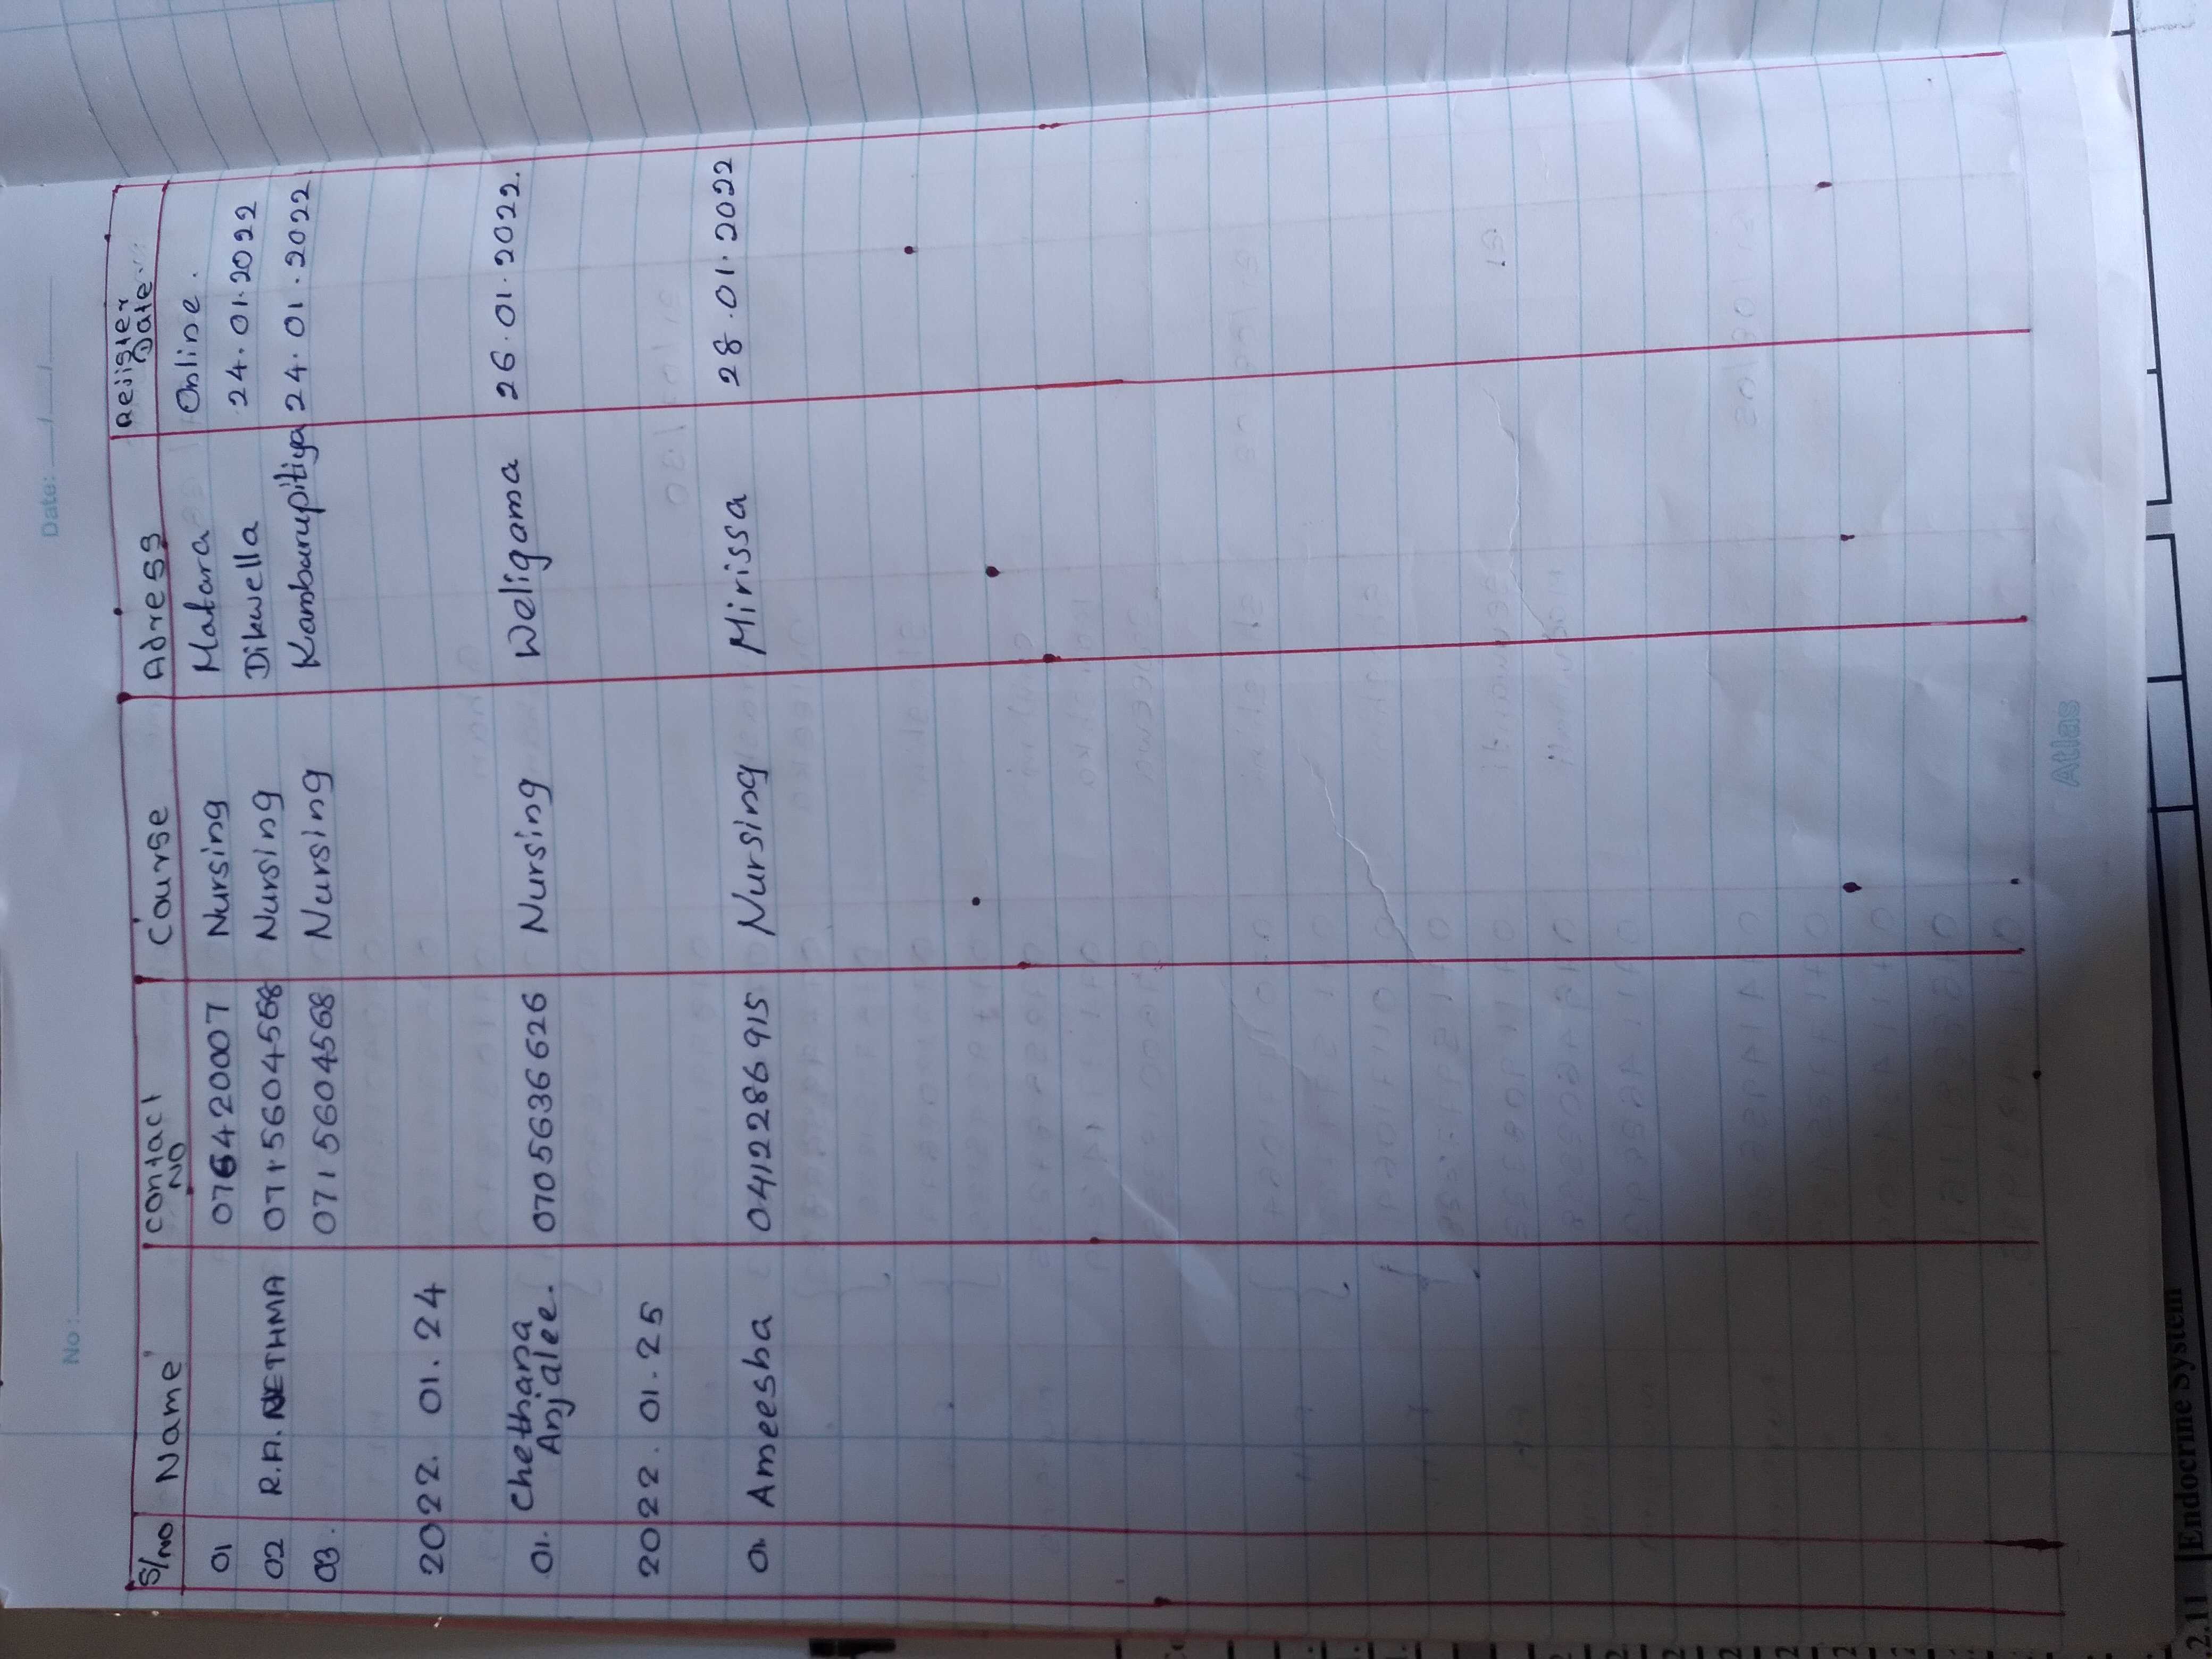 No: Date: / /
S/no Name Contact No Course Adress Register Date
01 0764220007 Nursing Matara Online.
02 R.A. NETHMA 0715604568 Nursing Dikwella 24.01.2022
03. 0715604568 Nursing Kamburupitiya 24.01.2022
2022. 01. 24
01. Chethana Anjalee. 0705636626 Nursing Weligama 26.01.2022.
2022. 01. 25
01. Ameesha 0412286915 Nursing Mirissa 28.01.2022
Atlas
2.11 Endocrine System